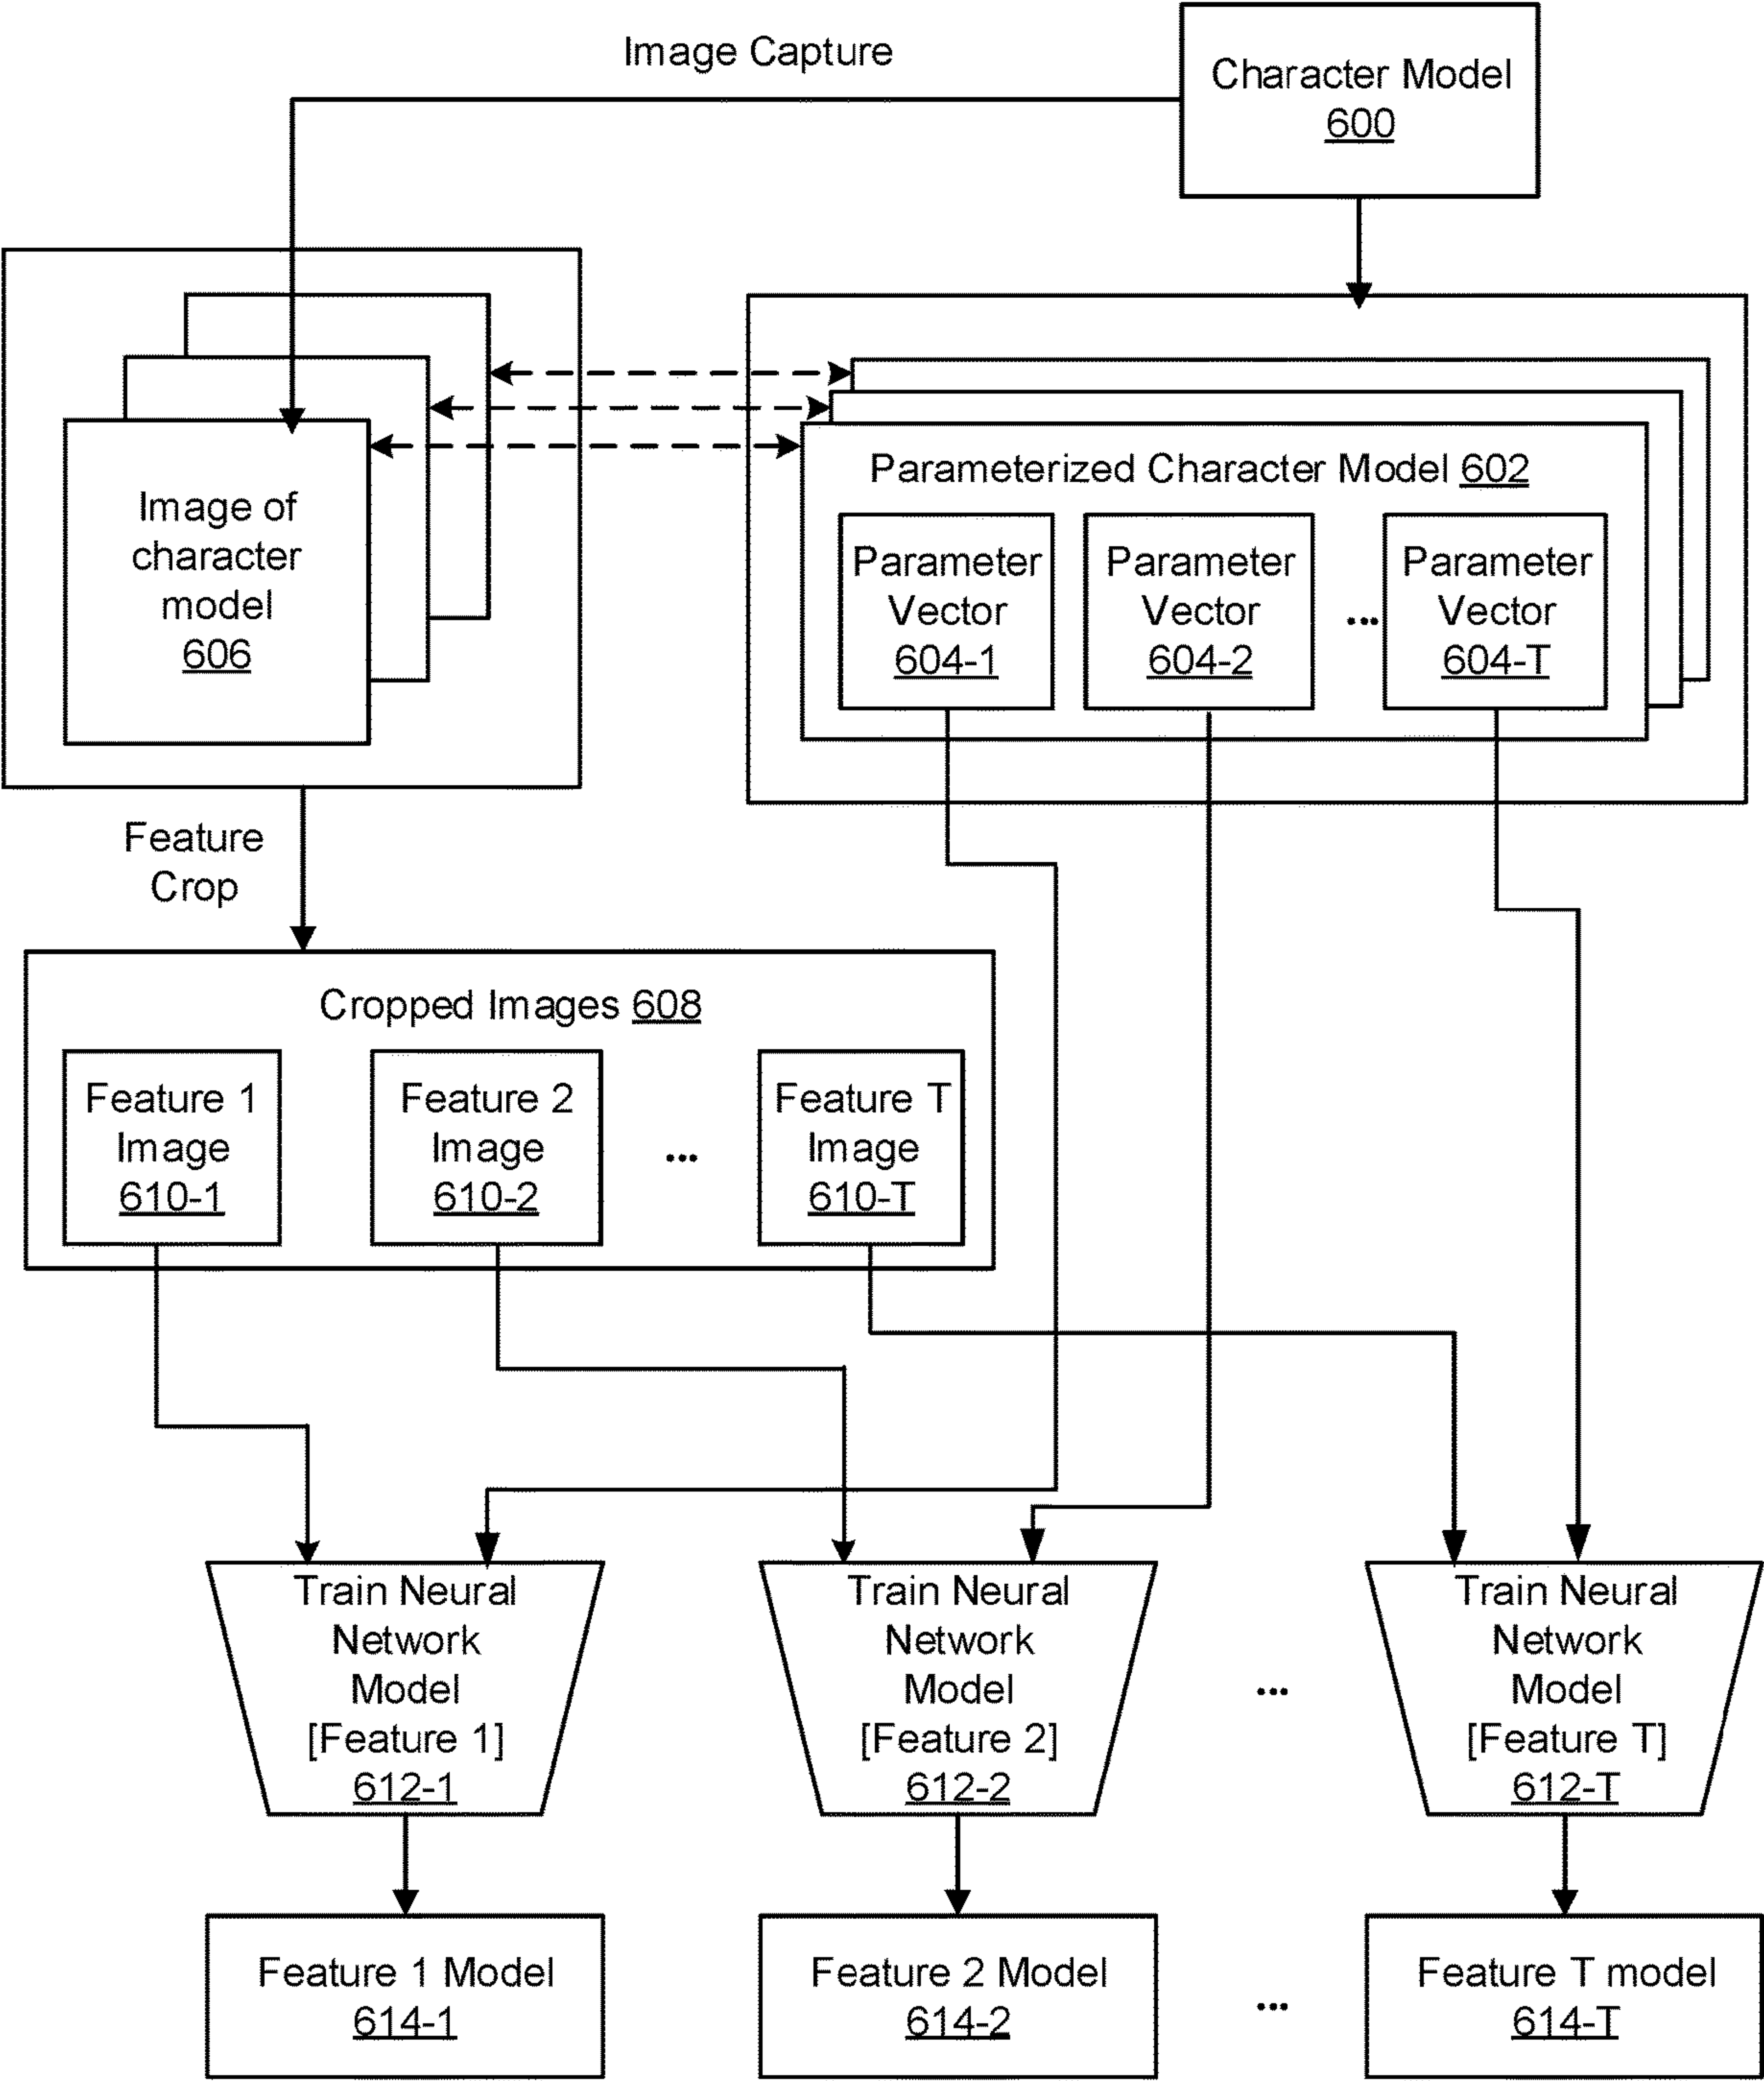 Image Capture
Character Model
600
Parameterized Character Model 602
Image of
character
model
606
Parameter
Vector
604-1
Parameter
Vector
604-2
...
Parameter
Vector
604-T
Feature
Crop
Cropped Images 608
Feature 1
Image
610-1
Feature 2
Image
610-2
...
Feature T
Image
610-T
Train Neural
Network
Model
[Feature 1]
612-1
Train Neural
Network
Model
[Feature 2]
612-2
...
Train Neural
Network
Model
[Feature T]
612-T
Feature 1 Model
614-1
Feature 2 Model
614-2
...
Feature T model
614-T